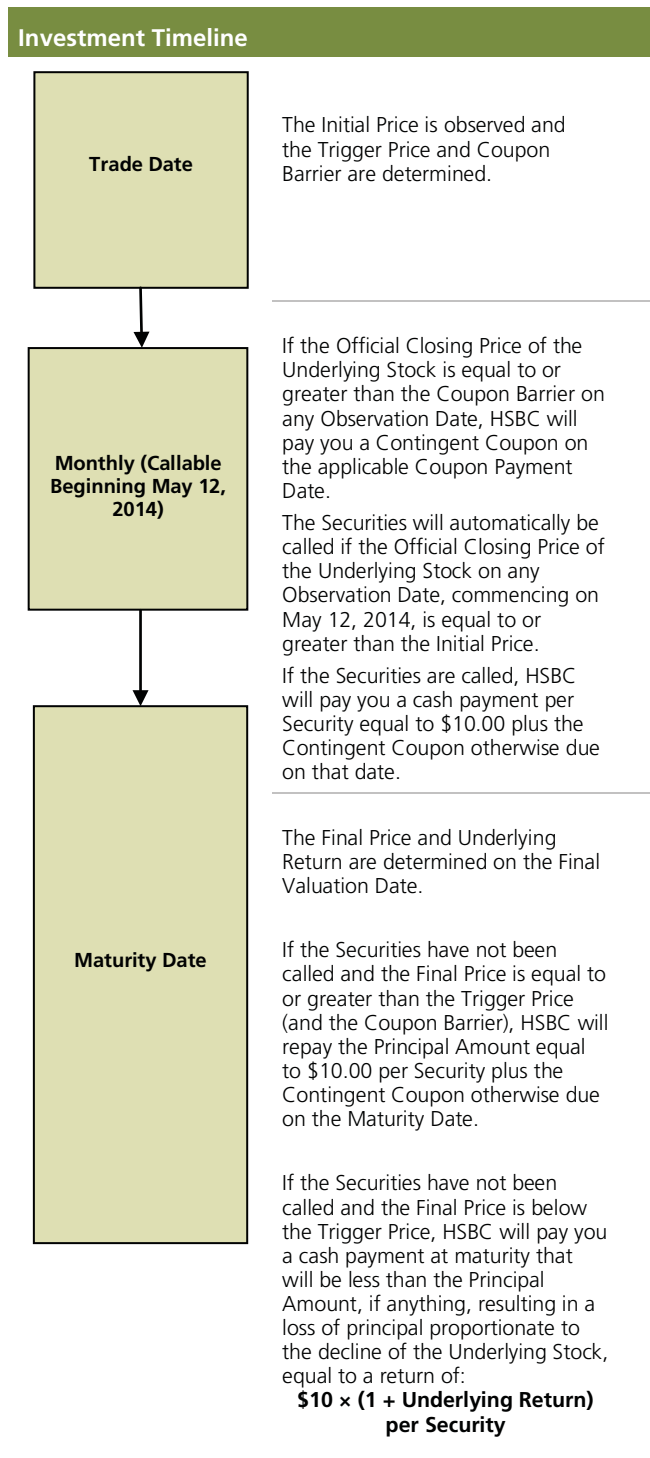 Investment Timeline
Trade Date
The Initial Price is observed and
the Trigger Price and Coupon
Barrier are determined.
Monthly (Callable
Beginning May 12,
2014)
If the Official Closing Price of the
Underlying Stock is equal to or
greater than the Coupon Barrier on
any Observation Date, HSBC will
pay you a Contingent Coupon on
the applicable Coupon Payment
Date.
The Securities will automatically be
called if the Official Closing Price of
the Underlying Stock on any
Observation Date, commencing on
May 12, 2014, is equal to or
greater than the Initial Price.
If the Securities are called, HSBC
will pay you a cash payment per
Security equal to $10.00 plus the
Contingent Coupon otherwise due
on that date.
Maturity Date
The Final Price and Underlying
Return are determined on the Final
Valuation Date.
If the Securities have not been
called and the Final Price is equal to
or greater than the Trigger Price
(and the Coupon Barrier), HSBC will
repay the Principal Amount equal
to $10.00 per Security plus the
Contingent Coupon otherwise due
on the Maturity Date.
If the Securities have not been
called and the Final Price is below
the Trigger Price, HSBC will pay you
a cash payment at maturity that
will be less than the Principal
Amount, if anything, resulting in a
loss of principal proportionate to
the decline of the Underlying Stock,
equal to a return of:
$10 × (1 + Underlying Return)
per Security